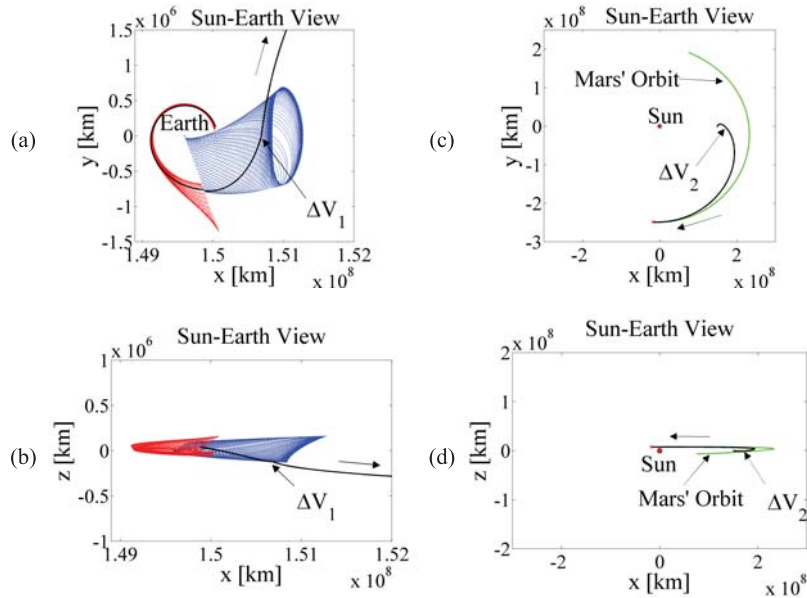 (a)
Sun-Earth View
x 10^6
1.5
1
0.5
0
-0.5
-1
-1.5
y [km]
Earth
ΔV_1
1.49 1.5 1.51 1.52
x [km]
x 10^8
(c)
Sun-Earth View
x 10^8
2
1
0
-1
-2
-3
y [km]
Mars' Orbit
Sun
ΔV_2
-2 0 2
x [km]
x 10^8
(b)
Sun-Earth View
x 10^6
1
0.5
0
-0.5
-1
z [km]
ΔV_1
1.49 1.5 1.51 1.52
x [km]
x 10^8
(d)
Sun-Earth View
x 10^8
2
1
0
-1
-2
z [km]
Sun
Mars' Orbit
ΔV_2
-2 0 2
x [km]
x 10^8